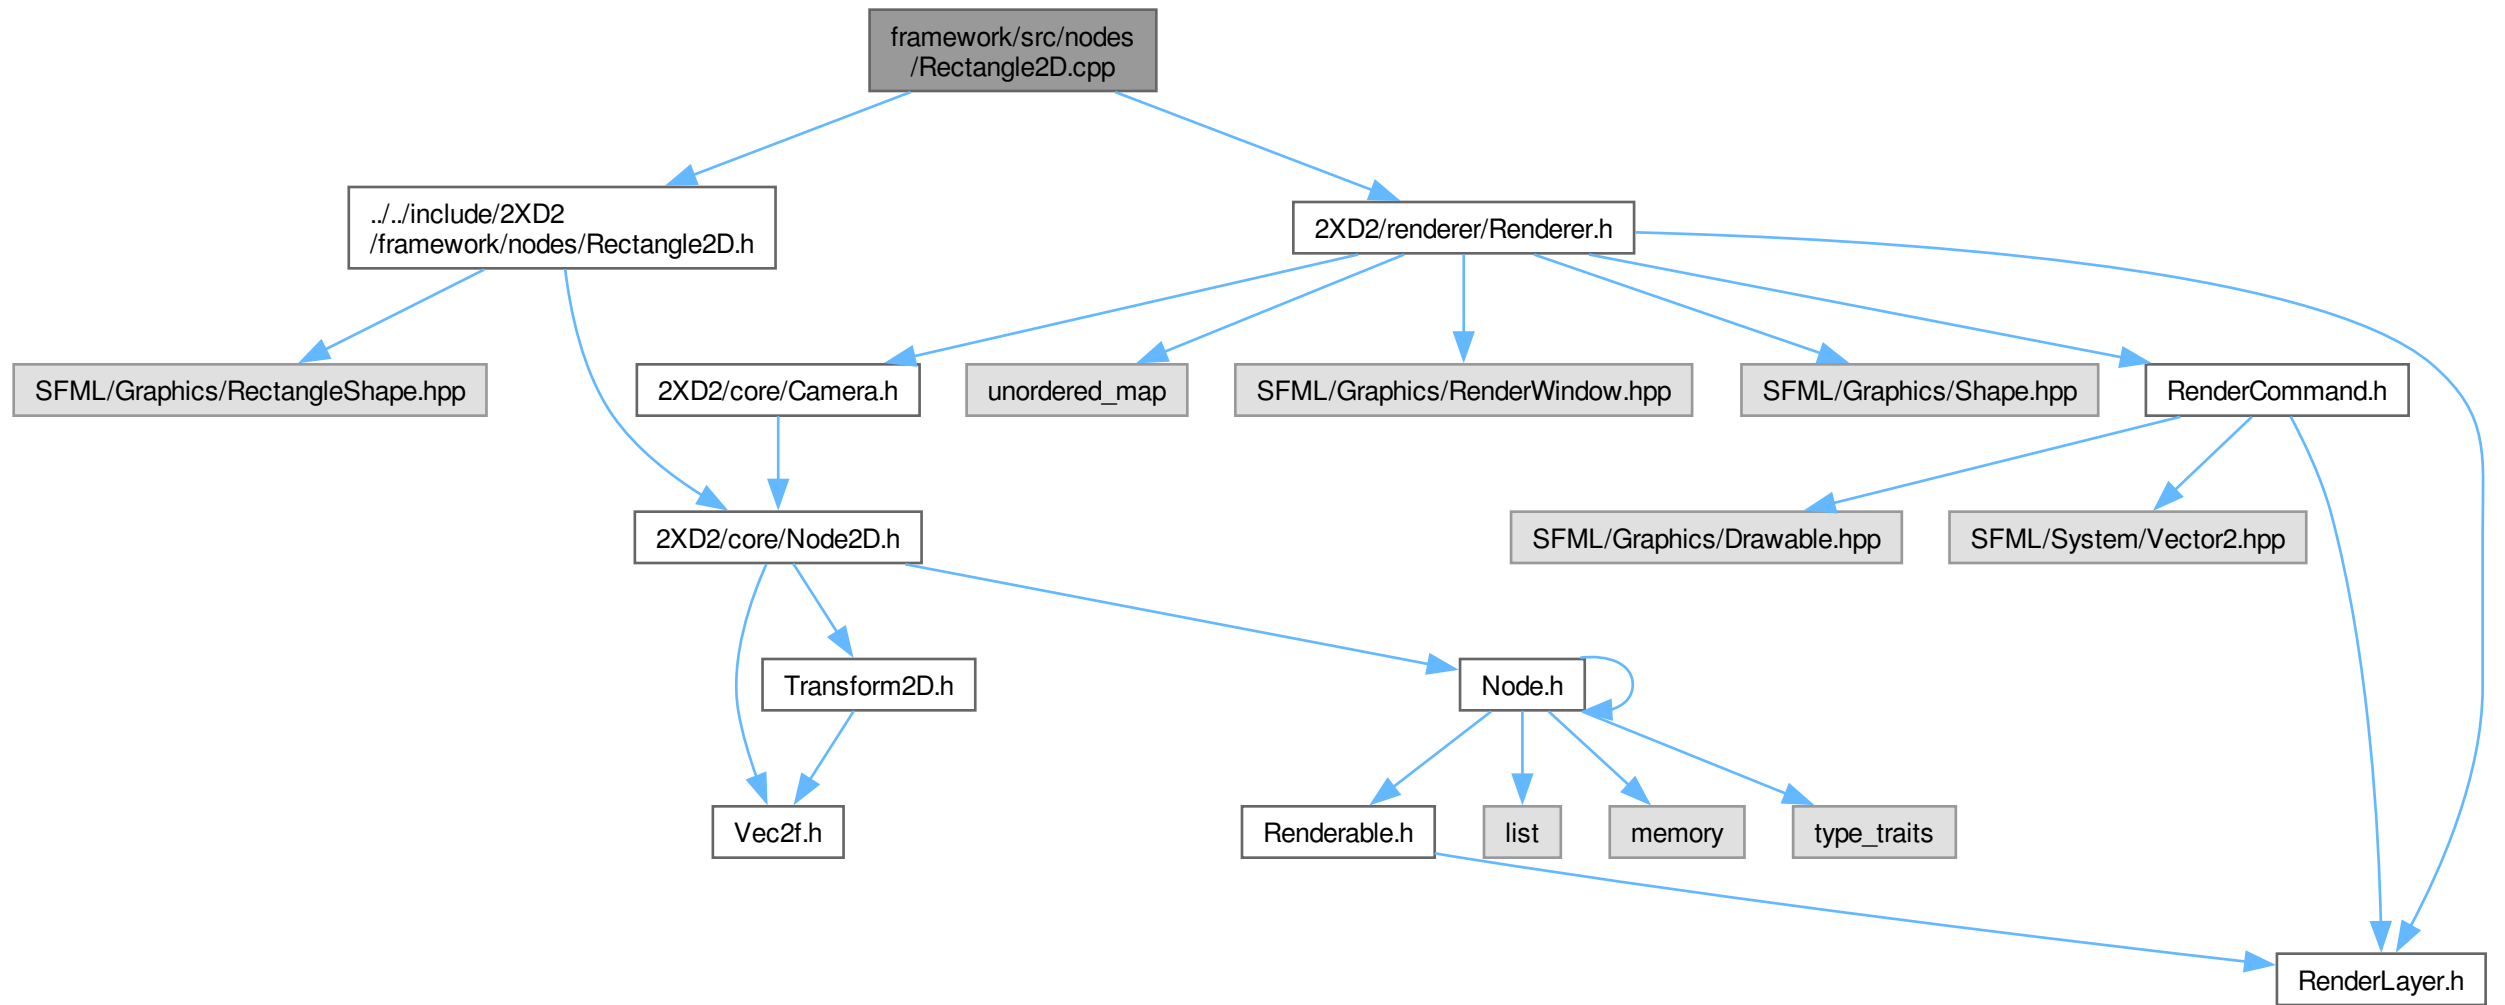 framework/src/nodes
/Rectangle2D.cpp
../../include/2XD2
/framework/nodes/Rectangle2D.h
2XD2/renderer/Renderer.h
SFML/Graphics/RectangleShape.hpp
2XD2/core/Camera.h
unordered_map
SFML/Graphics/RenderWindow.hpp
SFML/Graphics/Shape.hpp
RenderCommand.h
2XD2/core/Node2D.h
SFML/Graphics/Drawable.hpp
SFML/System/Vector2.hpp
Transform2D.h
Node.h
Vec2f.h
Renderable.h
list
memory
type_traits
RenderLayer.h